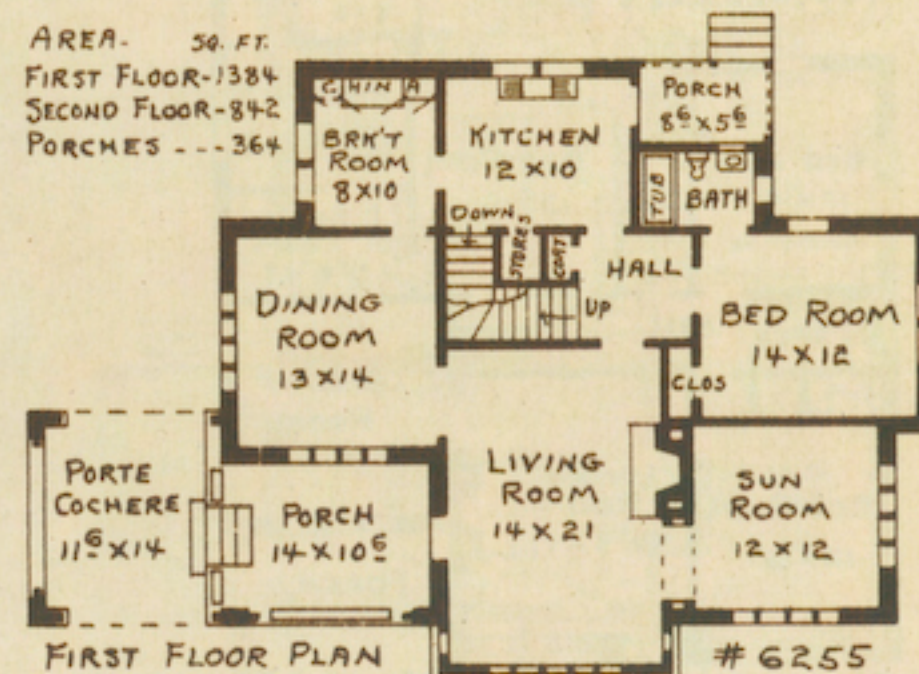 AREA- SQ. FT.
FIRST FLOOR-1384
SECOND FLOOR-842
PORCHES --- 364
CHINA
BRK'T
ROOM
8X10
KITCHEN
12X10
PORCH
8⁶X5⁶
TUB
BATH
DOWN
STORES
COAT
HALL
UP
DINING
ROOM
13X14
BED ROOM
14X12
CLOS
PORTE
COCHERE
11⁶X14
PORCH
14X10⁶
LIVING
ROOM
14X21
SUN
ROOM
12X12
FIRST FLOOR PLAN
# 6255